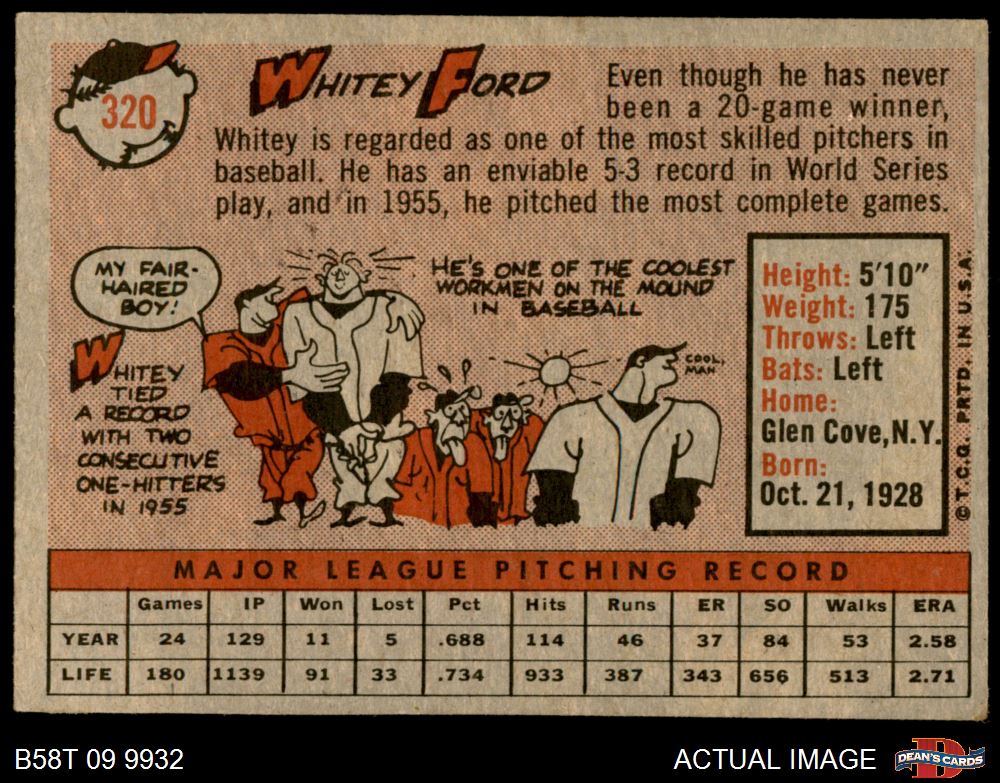 320
WHITEY FORD
Even though he has never
been a 20-game winner,
Whitey is regarded as one of the most skilled pitchers in
baseball. He has an enviable 5-3 record in World Series
play, and in 1955, he pitched the most complete games.
MY FAIR-
HAIRED
BOY!
HE'S ONE OF THE COOLEST
WORKMEN ON THE MOUND
IN BASEBALL
WHITEY
TIED
A RECORD
WITH TWO
CONSECUTIVE
ONE-HITTERS
IN 1955
COOL,
MAN
Height: 5'10"
Weight: 175
Throws: Left
Bats: Left
Home:
Glen Cove, N.Y.
Born:
Oct. 21, 1928
©T.C.G. PRTD. IN U.S.A.
MAJOR LEAGUE PITCHING RECORD
Games IP Won Lost Pct Hits Runs ER SO Walks ERA
YEAR 24 129 11 5 .688 114 46 37 84 53 2.58
LIFE 180 1139 91 33 .734 933 387 343 656 513 2.71
B58T 09 9932
ACTUAL IMAGE
D
DEAN'S CARDS